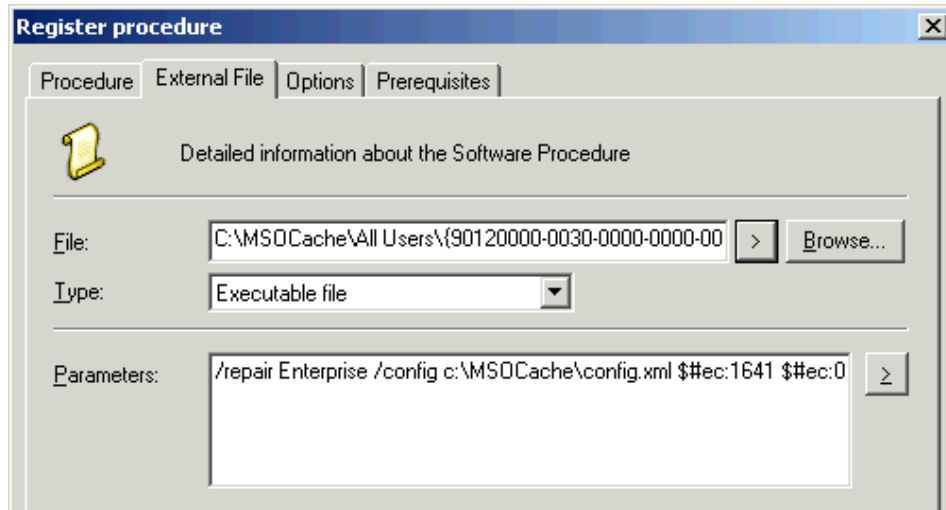 Register procedure
Procedure External File Options Prerequisites
Detailed information about the Software Procedure
File: C:\MSOCache\All Users\{90120000-0030-0000-0000-00 > Browse...
Type: Executable file
Parameters: /repair Enterprise /config c:\MSOCache\config.xml $#ec:1641 $#ec:0 >